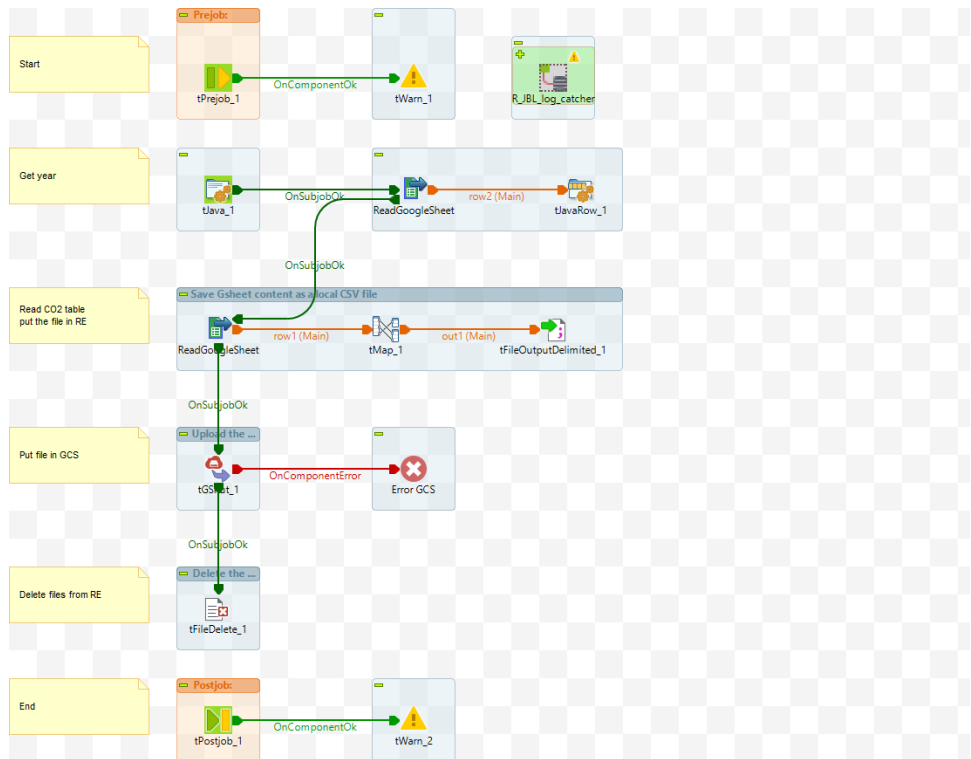 Prejob:
Start
OnComponentOk
tPrejob_1
tWarn_1
R_JBL_log_catcher
Get year
OnSubjobOk
row2 (Main)
tJava_1
ReadGoogleSheet
tJavaRow_1
OnSubjobOk
Save Gsheet content as a local CSV file
Read CO2 table
put the file in RE
row1 (Main)
out1 (Main)
ReadGoogleSheet
tMap_1
tFileOutputDelimited_1
OnSubjobOk
Upload the ...
Put file in GCS
OnComponentError
tGSPut_1
Error GCS
OnSubjobOk
Delete the ...
Delete files from RE
tFileDelete_1
Postjob:
End
OnComponentOk
tPostjob_1
tWarn_2